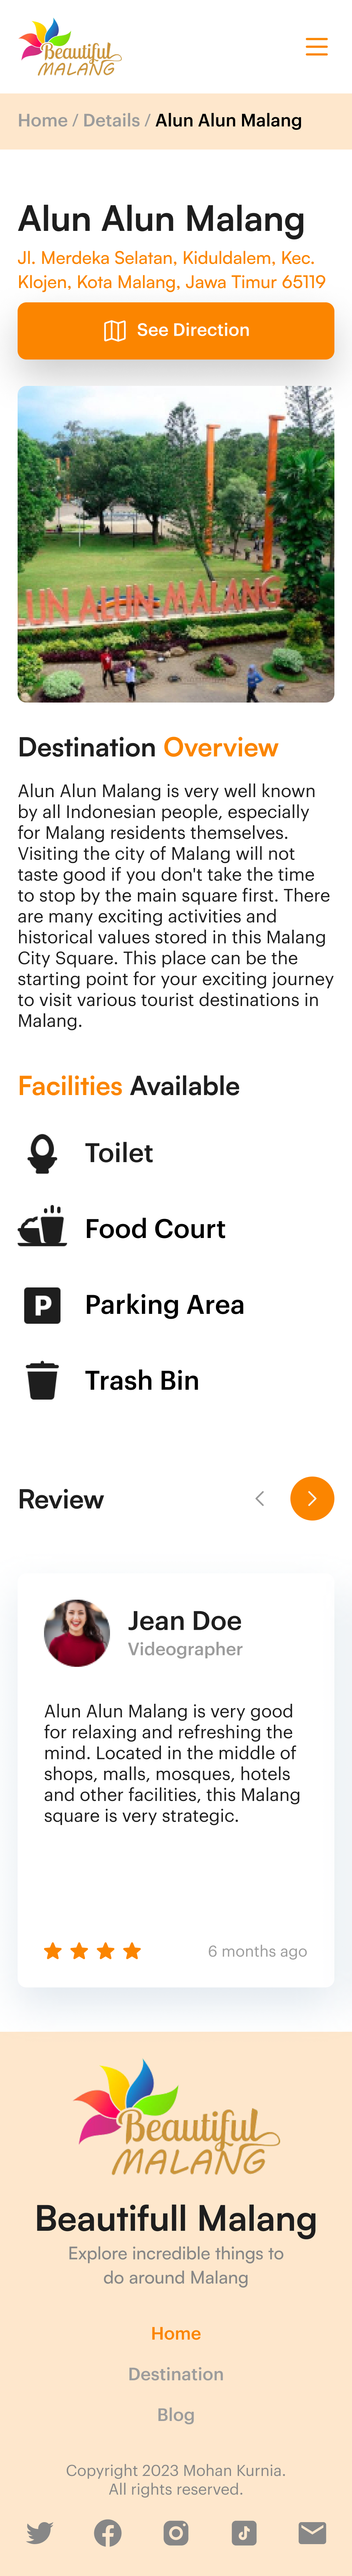 Beautiful
MALANG
Home / Details / Alun Alun Malang
Alun Alun Malang
Jl. Merdeka Selatan, Kiduldalem, Kec.
Klojen, Kota Malang, Jawa Timur 65119
See Direction
UN ALUN MALANG
Destination Overview
Alun Alun Malang is very well known
by all Indonesian people, especially
for Malang residents themselves.
Visiting the city of Malang will not
taste good if you don't take the time
to stop by the main square first. There
are many exciting activities and
historical values stored in this Malang
City Square. This place can be the
starting point for your exciting journey
to visit various tourist destinations in
Malang.
Facilities Available
Toilet
Food Court
P Parking Area
Trash Bin
Review
Jean Doe
Videographer
Alun Alun Malang is very good
for relaxing and refreshing the
mind. Located in the middle of
shops, malls, mosques, hotels
and other facilities, this Malang
square is very strategic.
6 months ago
Beautiful
MALANG
Beautifull Malang
Explore incredible things to
do around Malang
Home
Destination
Blog
Copyright 2023 Mohan Kurnia.
All rights reserved.